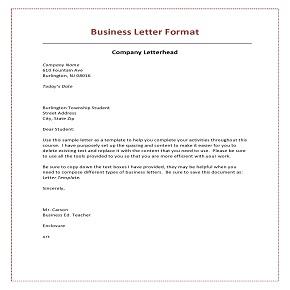 Business Letter Format
Company Letterhead
Company Name
610 Fountain Ave
Burlington, NJ 08016
Today's Date
Burlington Township Student
Street Address
City, State Zip
Dear Student:
Use this sample letter as a template to help you complete your activities throughout this
course. I have purposely set up the spacing and content to make it easier for you to
delete existing text and replace it with the content that you need to use. Please be sure
to use all the tools provided to you so that you are more efficient with your work.
Be sure to copy down the text boxes I have provided, they may be helpful when you
need to compose different types of business letters. Be sure to save this document as:
Letter Template.
Sincerely,
Mr. Carson
Business Ed. Teacher
Enclosure